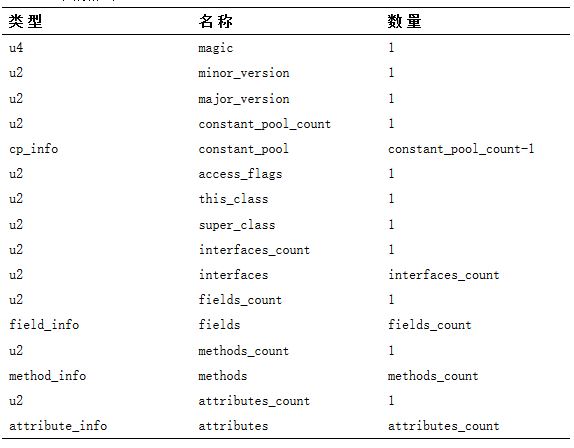 类型 名称 数量
u4 magic 1
u2 minor_version 1
u2 major_version 1
u2 constant_pool_count 1
cp_info constant_pool constant_pool_count-1
u2 access_flags 1
u2 this_class 1
u2 super_class 1
u2 interfaces_count 1
u2 interfaces interfaces_count
u2 fields_count 1
field_info fields fields_count
u2 methods_count 1
method_info methods methods_count
u2 attributes_count 1
attribute_info attributes attributes_count